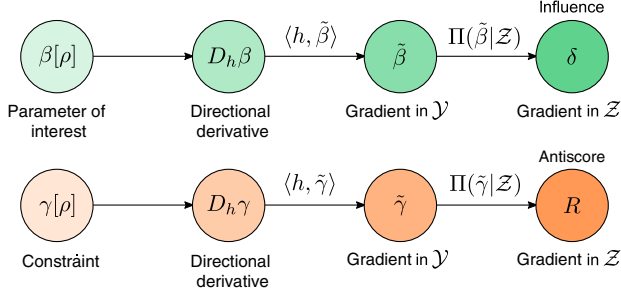 Influence
β[ρ]
D_hβ
⟨h, β̃⟩
β̃
Π(β̃|𝒵)
δ
Parameter of
interest
Directional
derivative
Gradient in 𝒴
Gradient in 𝒵
Antiscore
γ[ρ]
D_hγ
⟨h, γ̃⟩
γ̃
Π(γ̃|𝒵)
R
Constraint
Directional
derivative
Gradient in 𝒴
Gradient in 𝒵